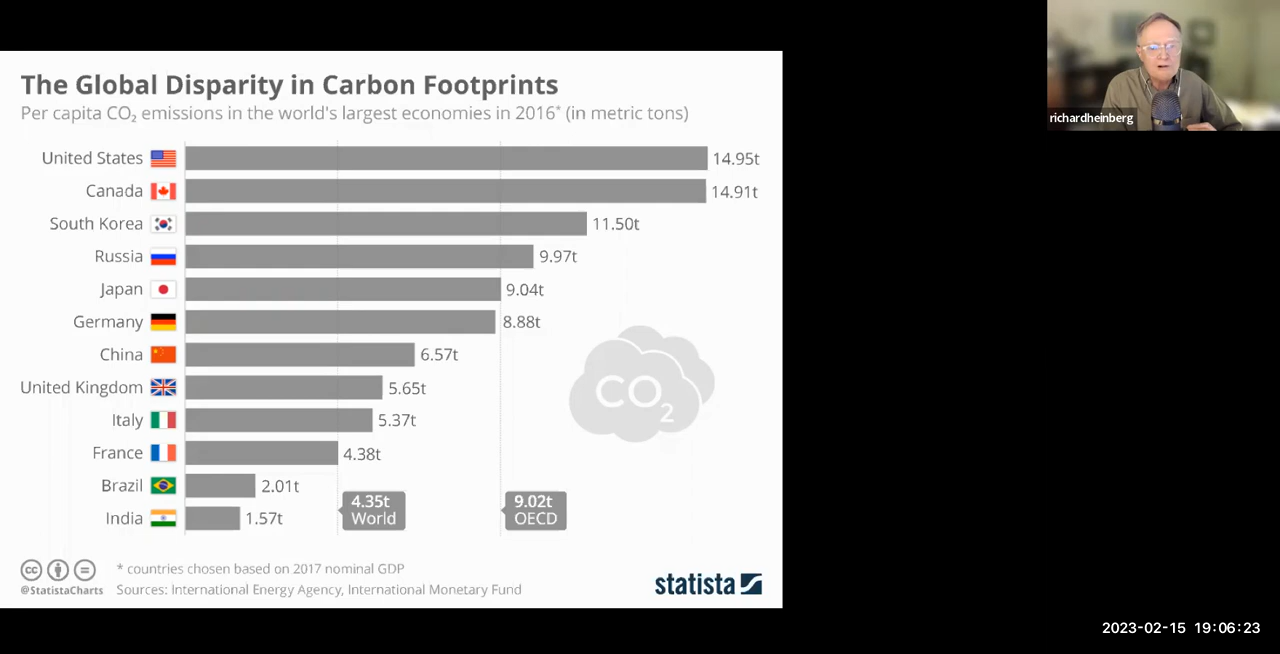 The Global Disparity in Carbon Footprints
Per capita CO₂ emissions in the world's largest economies in 2016* (in metric tons)
United States 14.95t
Canada 14.91t
South Korea 11.50t
Russia 9.97t
Japan 9.04t
Germany 8.88t
China 6.57t
United Kingdom 5.65t
Italy 5.37t
France 4.38t
Brazil 2.01t
India 1.57t
4.35t
World
9.02t
OECD
CO₂
cc
@StatistaCharts
* countries chosen based on 2017 nominal GDP
Sources: International Energy Agency, International Monetary Fund
statista
richardheinberg
2023-02-15 19:06:23